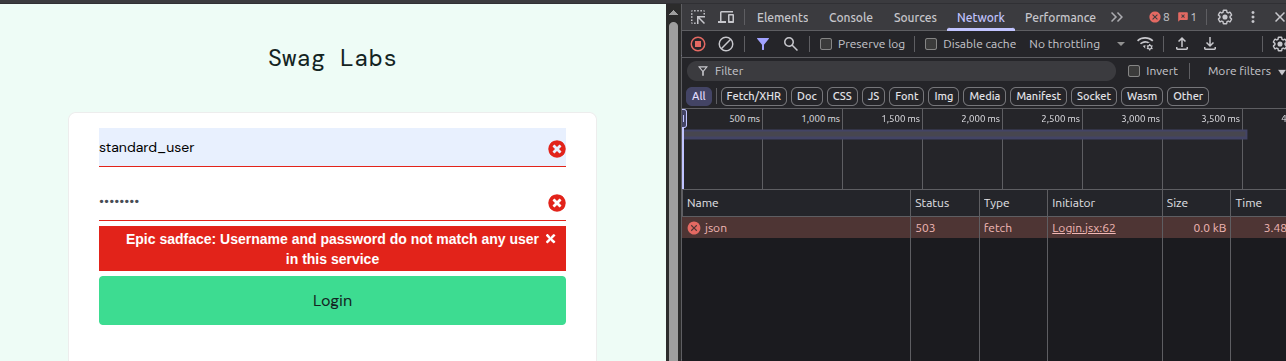 Swag Labs
standard_user
••••••••
Epic sadface: Username and password do not match any user
in this service
Login
Elements Console Sources Network Performance 8 1
Preserve log Disable cache No throttling
Filter Invert More filters
All Fetch/XHR Doc CSS JS Font Img Media Manifest Socket Wasm Other
500 ms 1,000 ms 1,500 ms 2,000 ms 2,500 ms 3,000 ms 3,500 ms 4
Name Status Type Initiator Size Time
json 503 fetch Login.jsx:62 0.0 kB 3.48